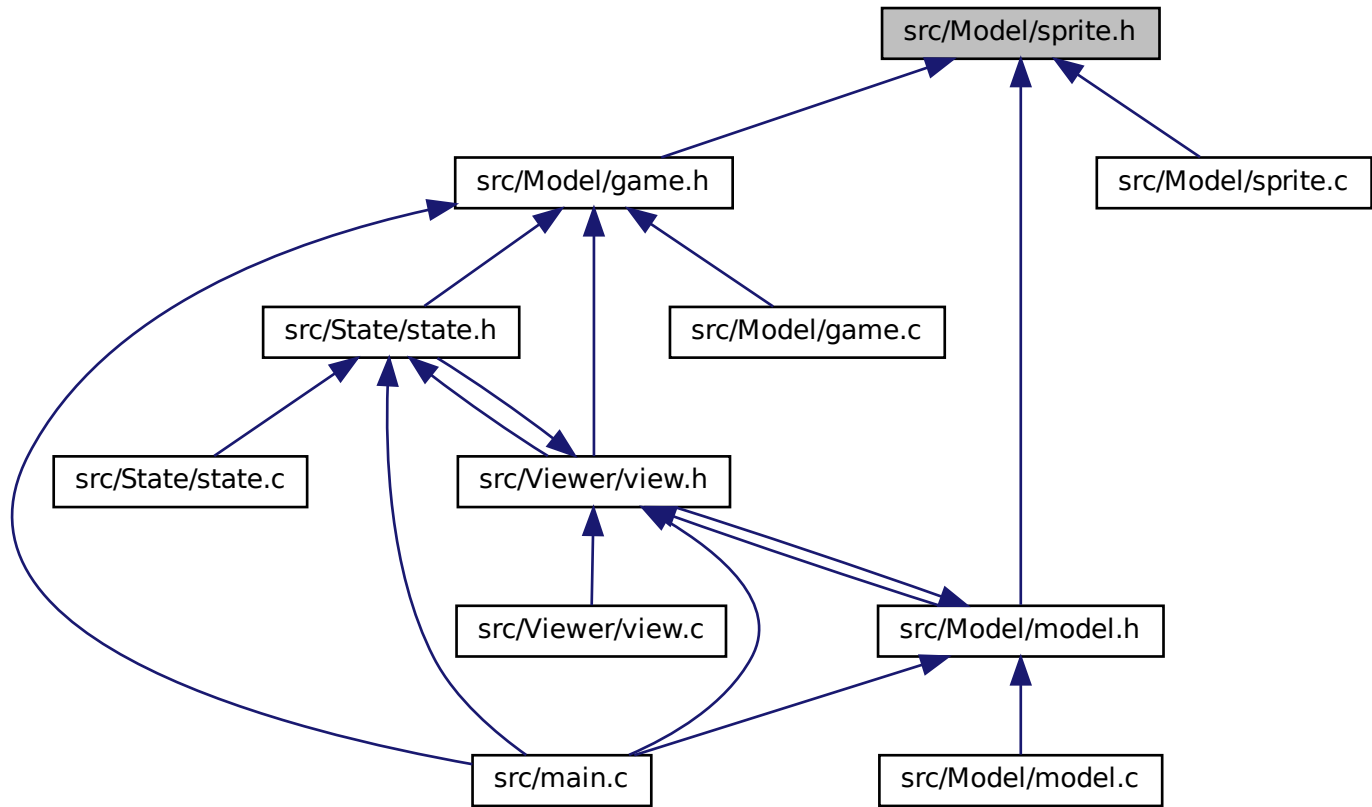 src/Model/sprite.h
src/Model/game.h
src/Model/sprite.c
src/State/state.h
src/Model/game.c
src/State/state.c
src/Viewer/view.h
src/Viewer/view.c
src/Model/model.h
src/main.c
src/Model/model.c